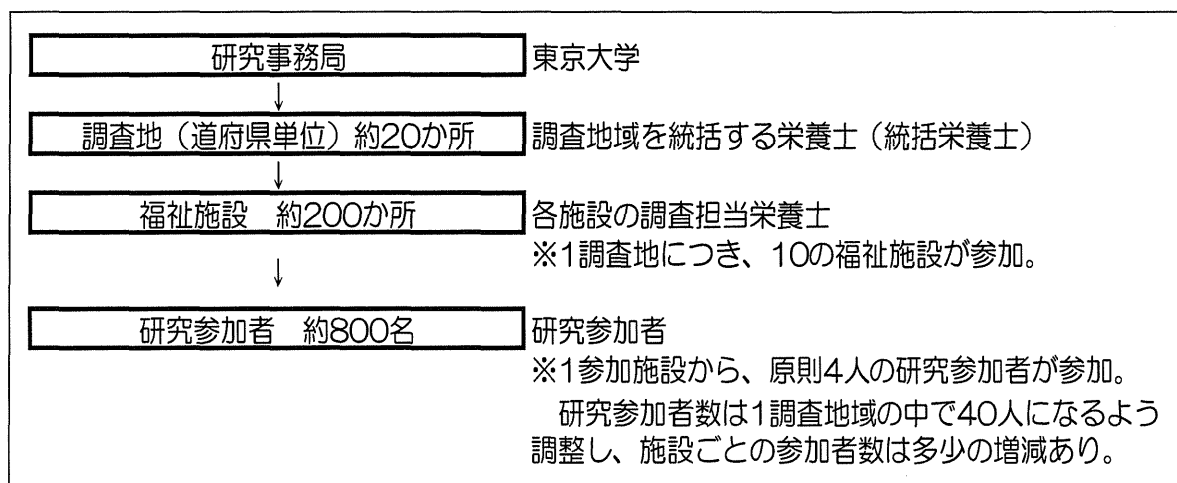 研究事務局 東京大学
↓
調査地（道府県単位）約20か所 調査地域を統括する栄養士（統括栄養士）
↓
福祉施設 約200か所 各施設の調査担当栄養士
※1調査地につき、10の福祉施設が参加。
↓
研究参加者 約800名 研究参加者
※1参加施設から、原則4人の研究参加者が参加。
研究参加者数は1調査地域の中で40人になるよう
調整し、施設ごとの参加者数は多少の増減あり。